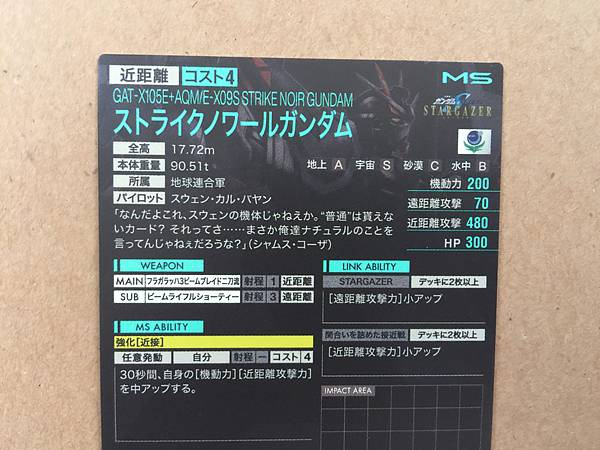 近距離 コスト4 MS
GAT-X105E+AQM/E-X09S STRIKE NOIR GUNDAM
ストライクノワールガンダム
ガンダム SEED STARGAZER
全高 17.72m
本体重量 90.51t
地上 A 宇宙 S 砂漠 C 水中 B
所属 地球連合軍
機動力 200
パイロット スウェン・カル・バヤン
遠距離攻撃 70
「なんだよこれ、スウェンの機体じゃねえか。“普通”は貰えな
いカード? それってさ……まさか俺達ナチュラルのことを
言ってんじゃねぇだろうな?」(シャムス・コーザ)
近距離攻撃 480
HP 300
WEAPON
MAIN フラガラッハ3ビームブレイド二刀流 射程 1 近距離
SUB ビームライフルショーティー 射程 3 遠距離
MS ABILITY
強化[近接]
任意発動 自分 射程 ー コスト 4
30秒間、自身の[機動力][近距離攻撃力]
を中アップする。
LINK ABILITY
STARGAZER デッキに2枚以上
[遠距離攻撃力]小アップ
間合いを詰めた接近戦 デッキに2枚以上
[近距離攻撃力]小アップ
IMPACT AREA